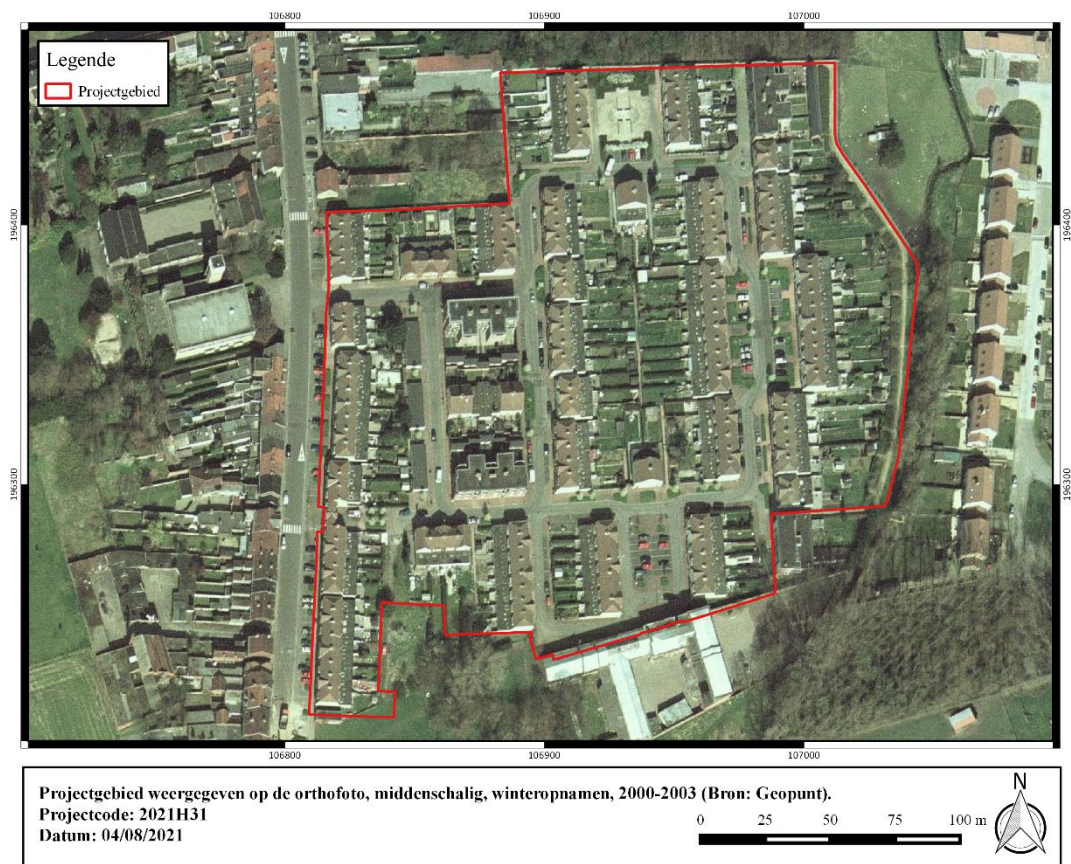 106800
106900
107000
Legende
Projectgebied
196400
196400
196300
196300
106800
106900
107000
Projectgebied weergegeven op de orthofoto, middenschalig, winteropnamen, 2000-2003 (Bron: Geopunt).
Projectcode: 2021H31
Datum: 04/08/2021
0 25 50 75 100 m
N